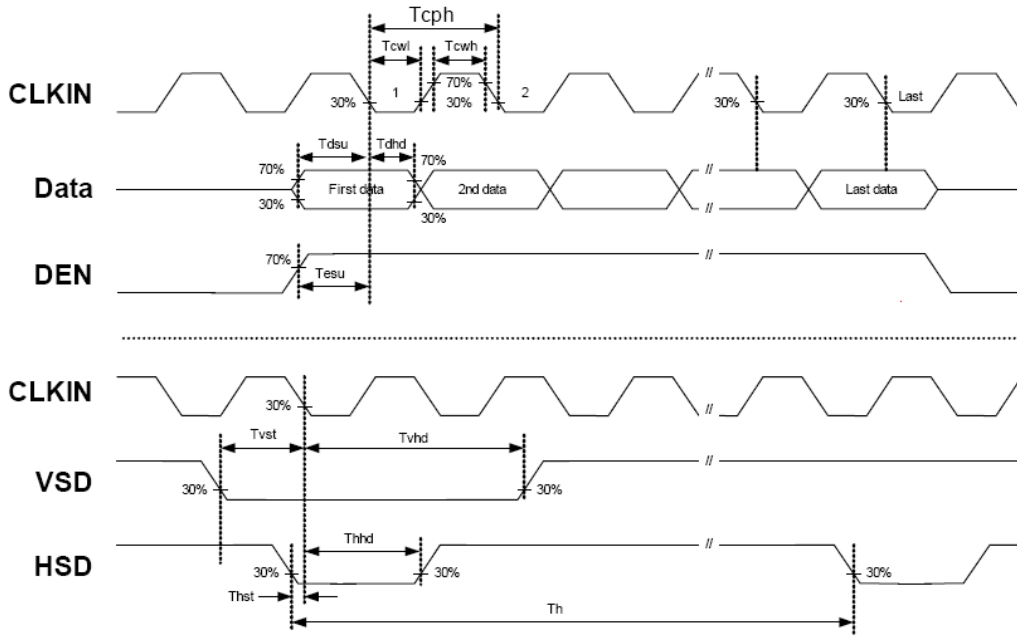 Tcph
Tcwl Tcwh
CLKIN 30% 1 70% 30% 2 // 30% 30% Last
Tdsu Tdhd
Data 70% 30% First data 70% 30% 2nd data // // Last data
DEN 70% Tesu //
CLKIN 30% //
Tvst Tvhd
VSD 30% 30% //
Thhd //
HSD 30% 30% 30%
Thst
Th